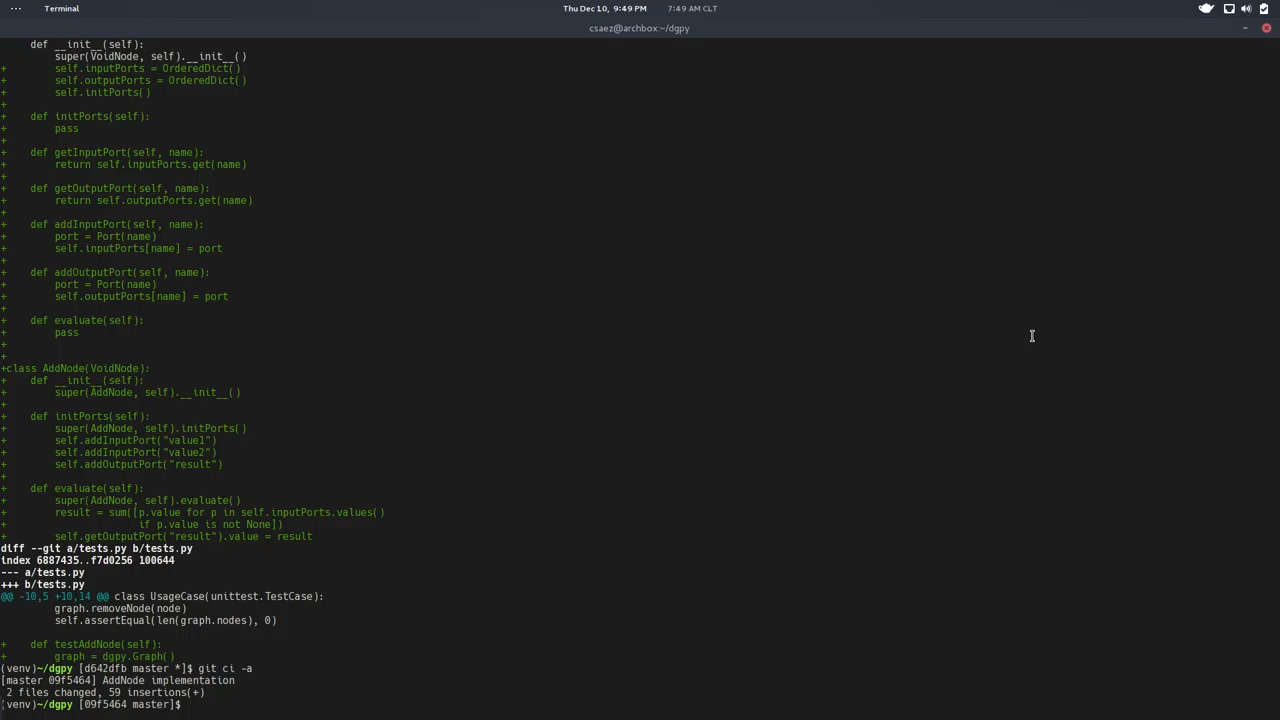 Terminal
Thu Dec 10, 9:49 PM
7:49 AM CLT
csaez@archbox:~/dgpy
    def __init__(self):
        super(VoidNode, self).__init__()
+        self.inputPorts = OrderedDict()
+        self.outputPorts = OrderedDict()
+        self.initPorts()
+
+    def initPorts(self):
+        pass
+
+    def getInputPort(self, name):
+        return self.inputPorts.get(name)
+
+    def getOutputPort(self, name):
+        return self.outputPorts.get(name)
+
+    def addInputPort(self, name):
+        port = Port(name)
+        self.inputPorts[name] = port
+
+    def addOutputPort(self, name):
+        port = Port(name)
+        self.outputPorts[name] = port
+
+    def evaluate(self):
+        pass
+
+
+class AddNode(VoidNode):
+    def __init__(self):
+        super(AddNode, self).__init__()
+
+    def initPorts(self):
+        super(AddNode, self).initPorts()
+        self.addInputPort("value1")
+        self.addInputPort("value2")
+        self.addOutputPort("result")
+
+    def evaluate(self):
+        super(AddNode, self).evaluate()
+        result = sum([p.value for p in self.inputPorts.values()
+                      if p.value is not None])
+        self.getOutputPort("result").value = result
diff --git a/tests.py b/tests.py
index 6887435..f7d0256 100644
--- a/tests.py
+++ b/tests.py
@@ -10,5 +10,14 @@ class UsageCase(unittest.TestCase):
         graph.removeNode(node)
         self.assertEqual(len(graph.nodes), 0)
+    def testAddNode(self):
+        graph = dgpy.Graph()
(venv)~/dgpy [d642dfb master *]$ git ci -a
[master 09f5464] AddNode implementation
 2 files changed, 59 insertions(+)
(venv)~/dgpy [09f5464 master]$